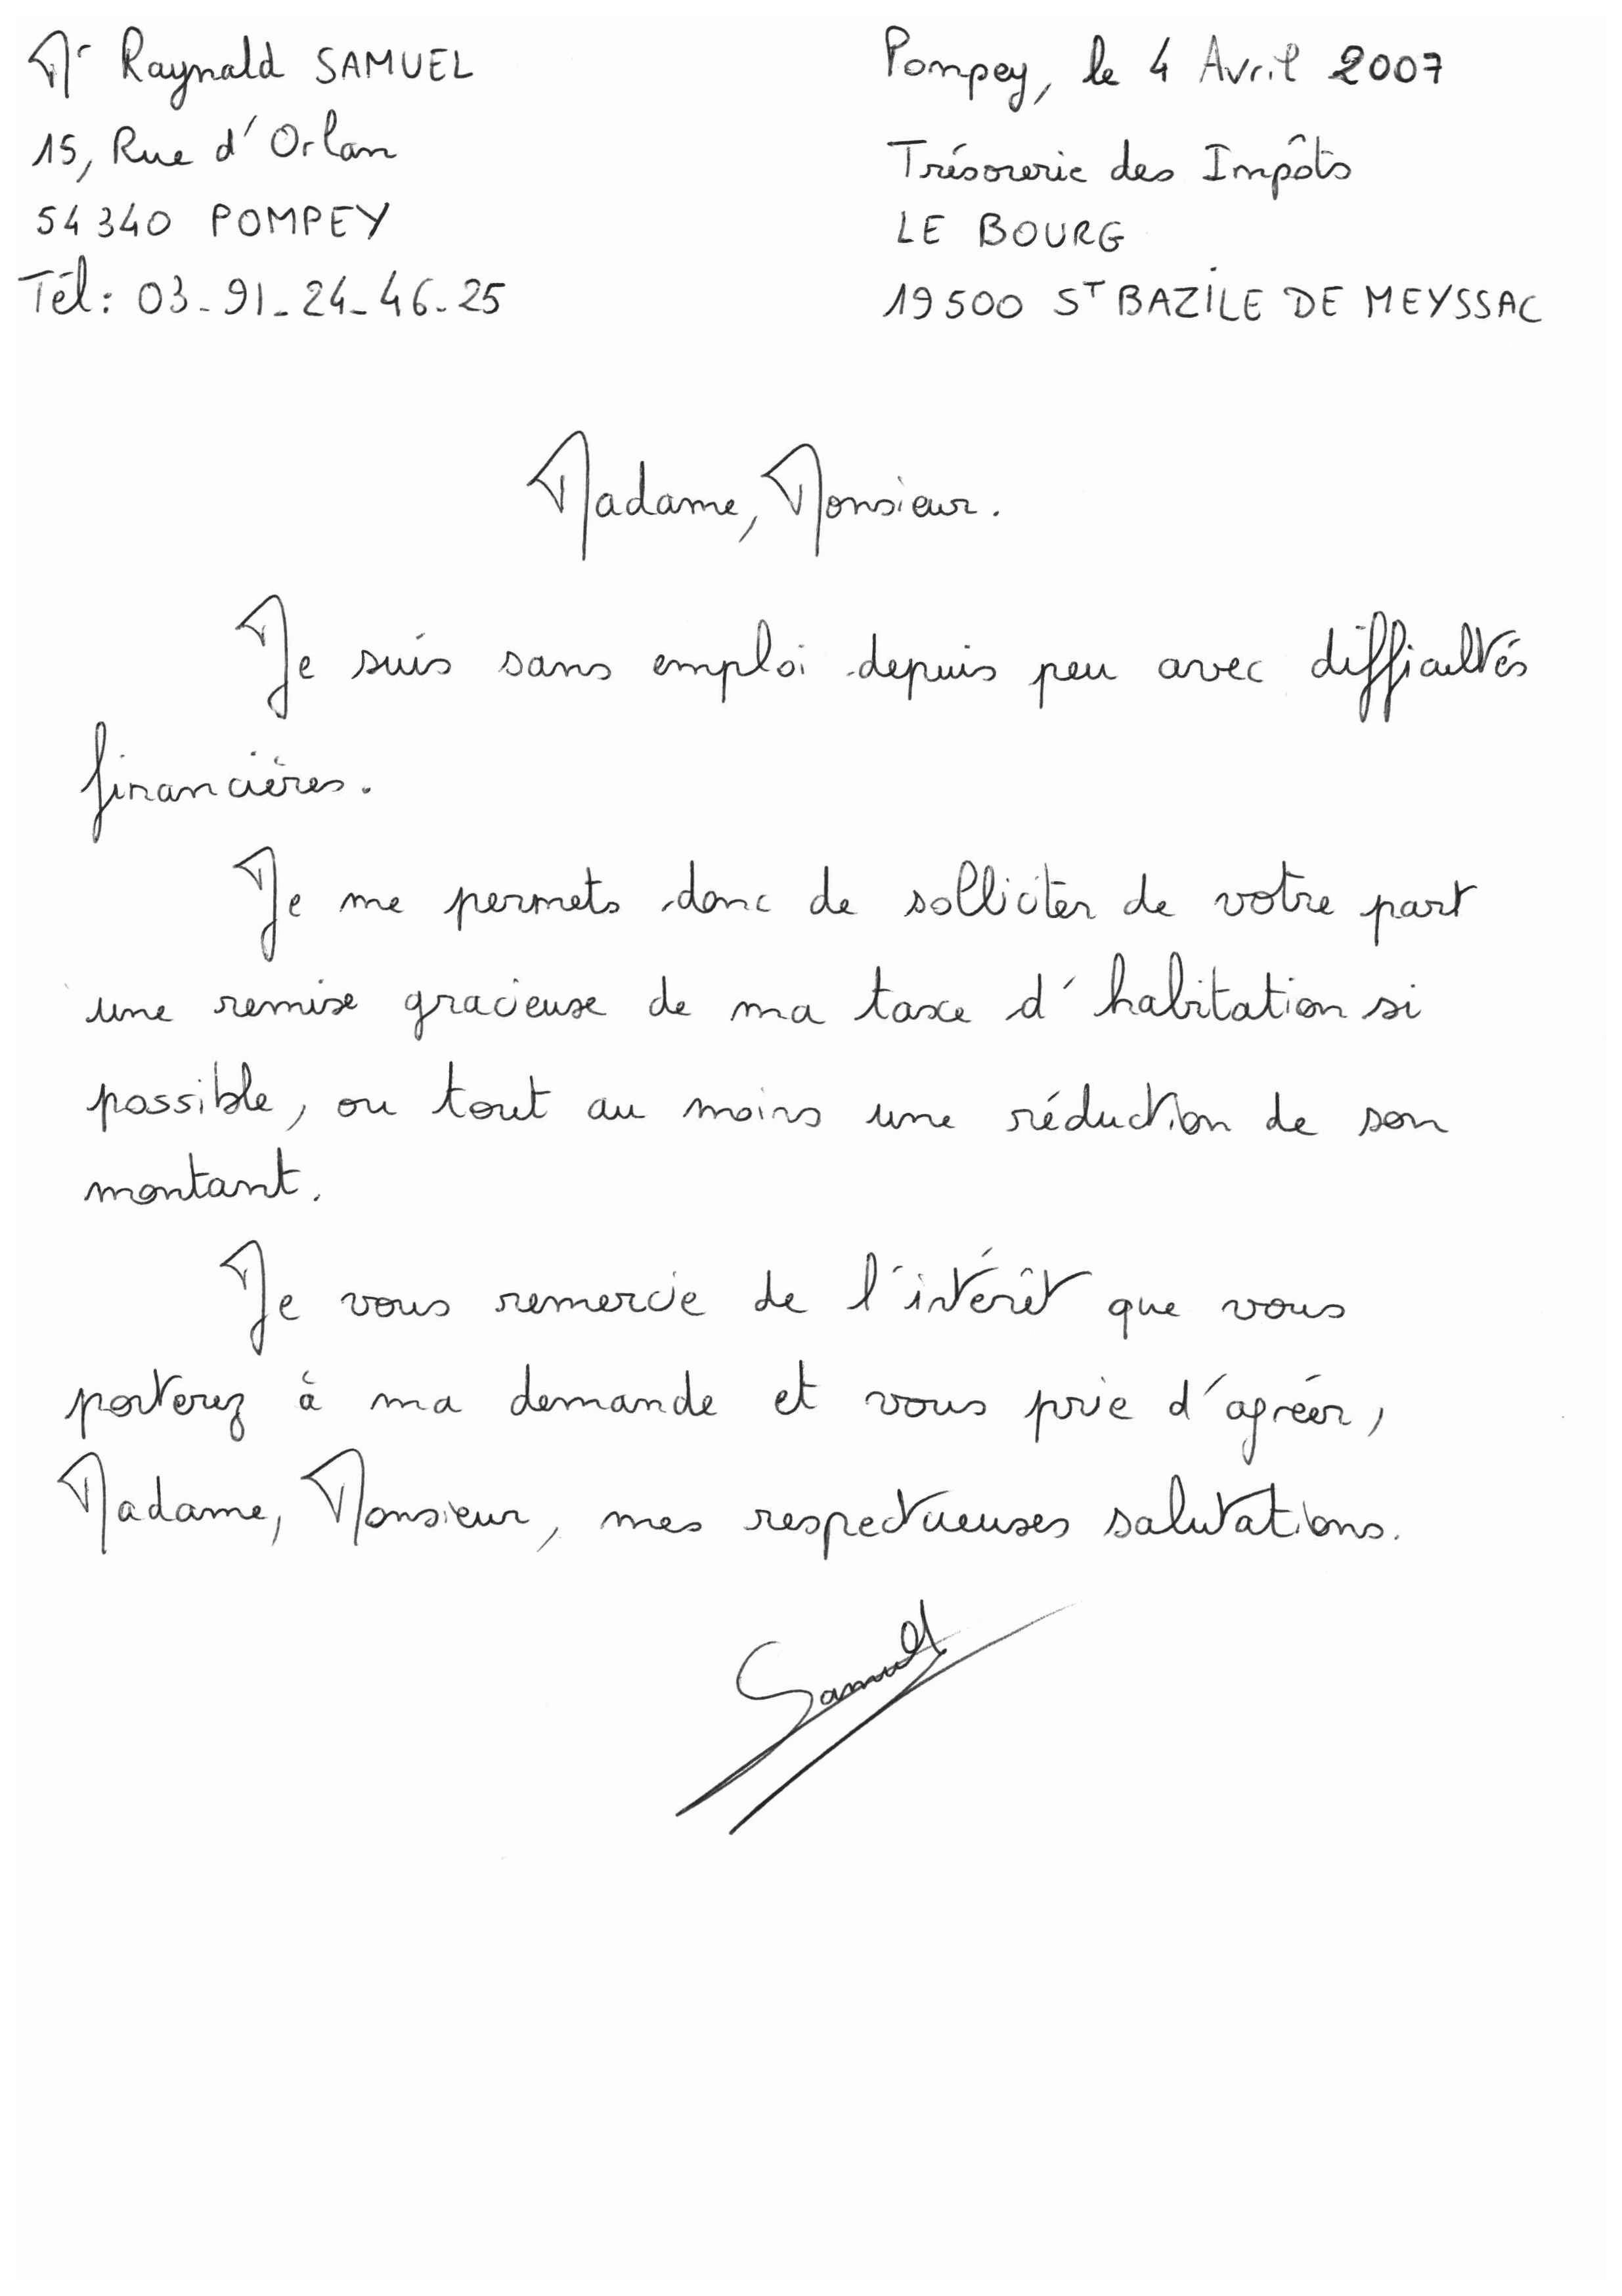 Mr Raynald SAMUEL
15, Rue d'Orlan
54340 POMPEY
Tél: 03-91-24-46-25
Pompey, le 4 Avril 2007
Trésorerie des Impôts
LE BOURG
19500 ST BAZILE DE MEYSSAC
Madame, Monsieur.
Je suis sans emploi depuis peu avec difficultés
financières.
Je me permets donc de solliciter de votre part
une remise gracieuse de ma taxe d'habitation si
possible, ou tout au moins une réduction de son
montant.
Je vous remercie de l'intérêt que vous
porterez à ma demande et vous prie d'agréer,
Madame, Monsieur, mes respectueuses salutations.
Samuel